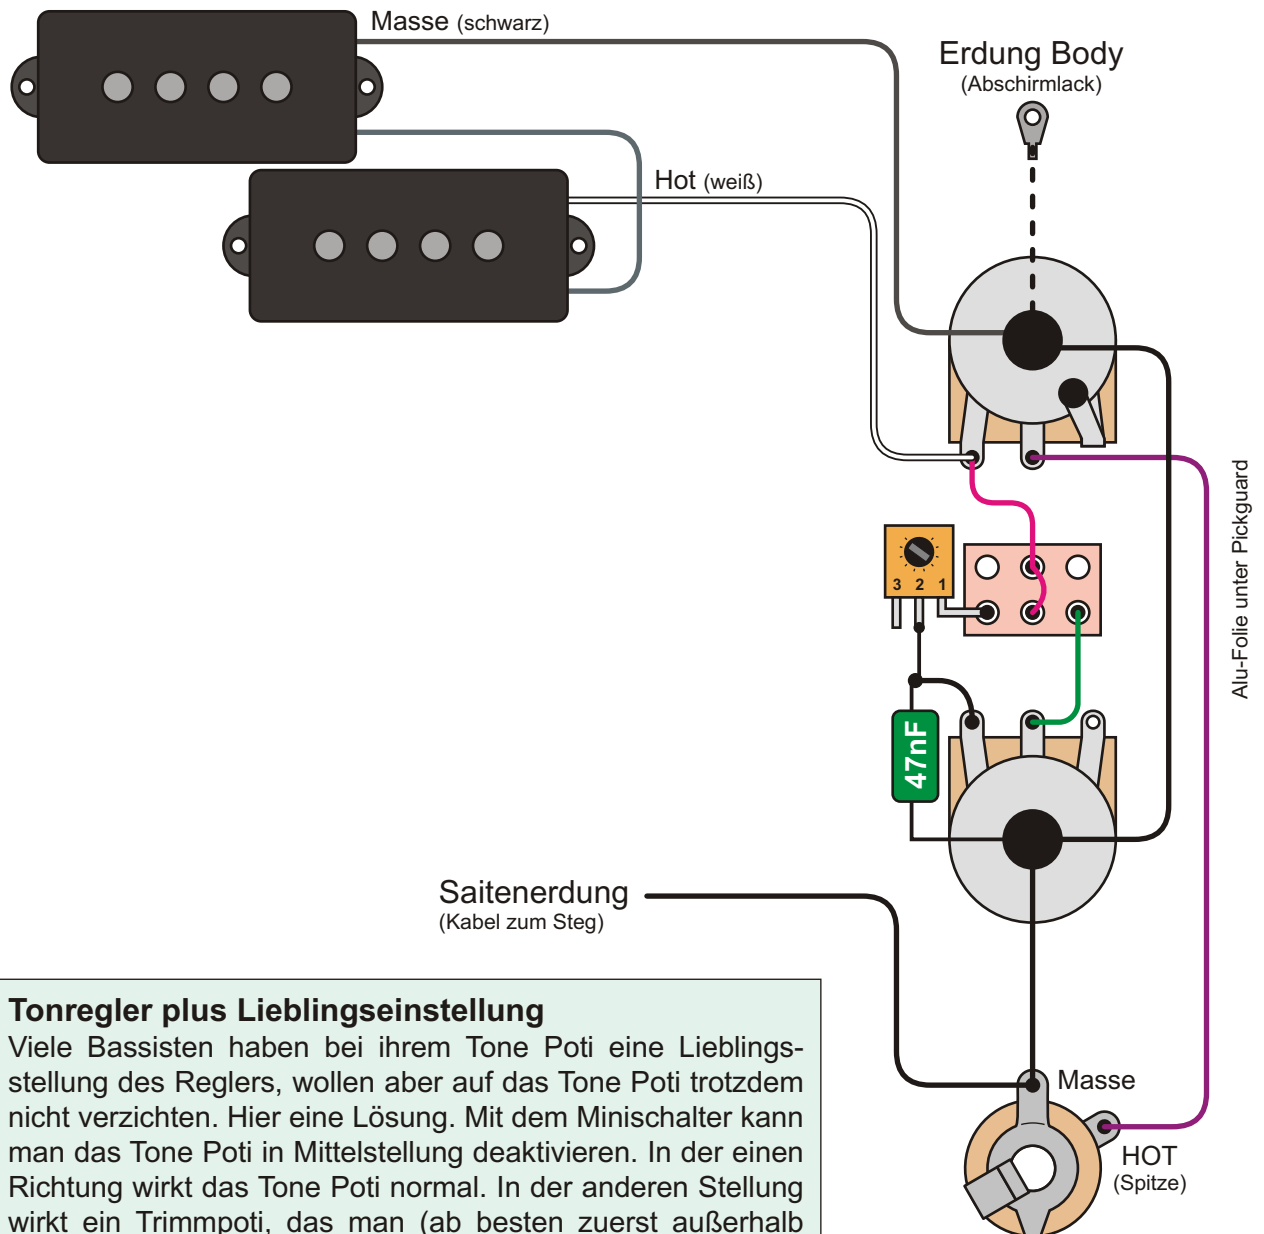 Masse (schwarz)
Erdung Body
(Abschirmlack)
Hot (weiß)
Alu-Folie unter Pickguard
3 2 1
47nF
Saitenerdung
(Kabel zum Steg)
Masse
HOT
(Spitze)
Tonregler plus Lieblingseinstellung
Viele Bassisten haben bei ihrem Tone Poti eine Lieblings-
stellung des Reglers, wollen aber auf das Tone Poti trotzdem
nicht verzichten. Hier eine Lösung. Mit dem Minischalter kann
man das Tone Poti in Mittelstellung deaktivieren. In der einen
Richtung wirkt das Tone Poti normal. In der anderen Stellung
wirkt ein Trimmpoti, das man (ab besten zuerst außerhalb